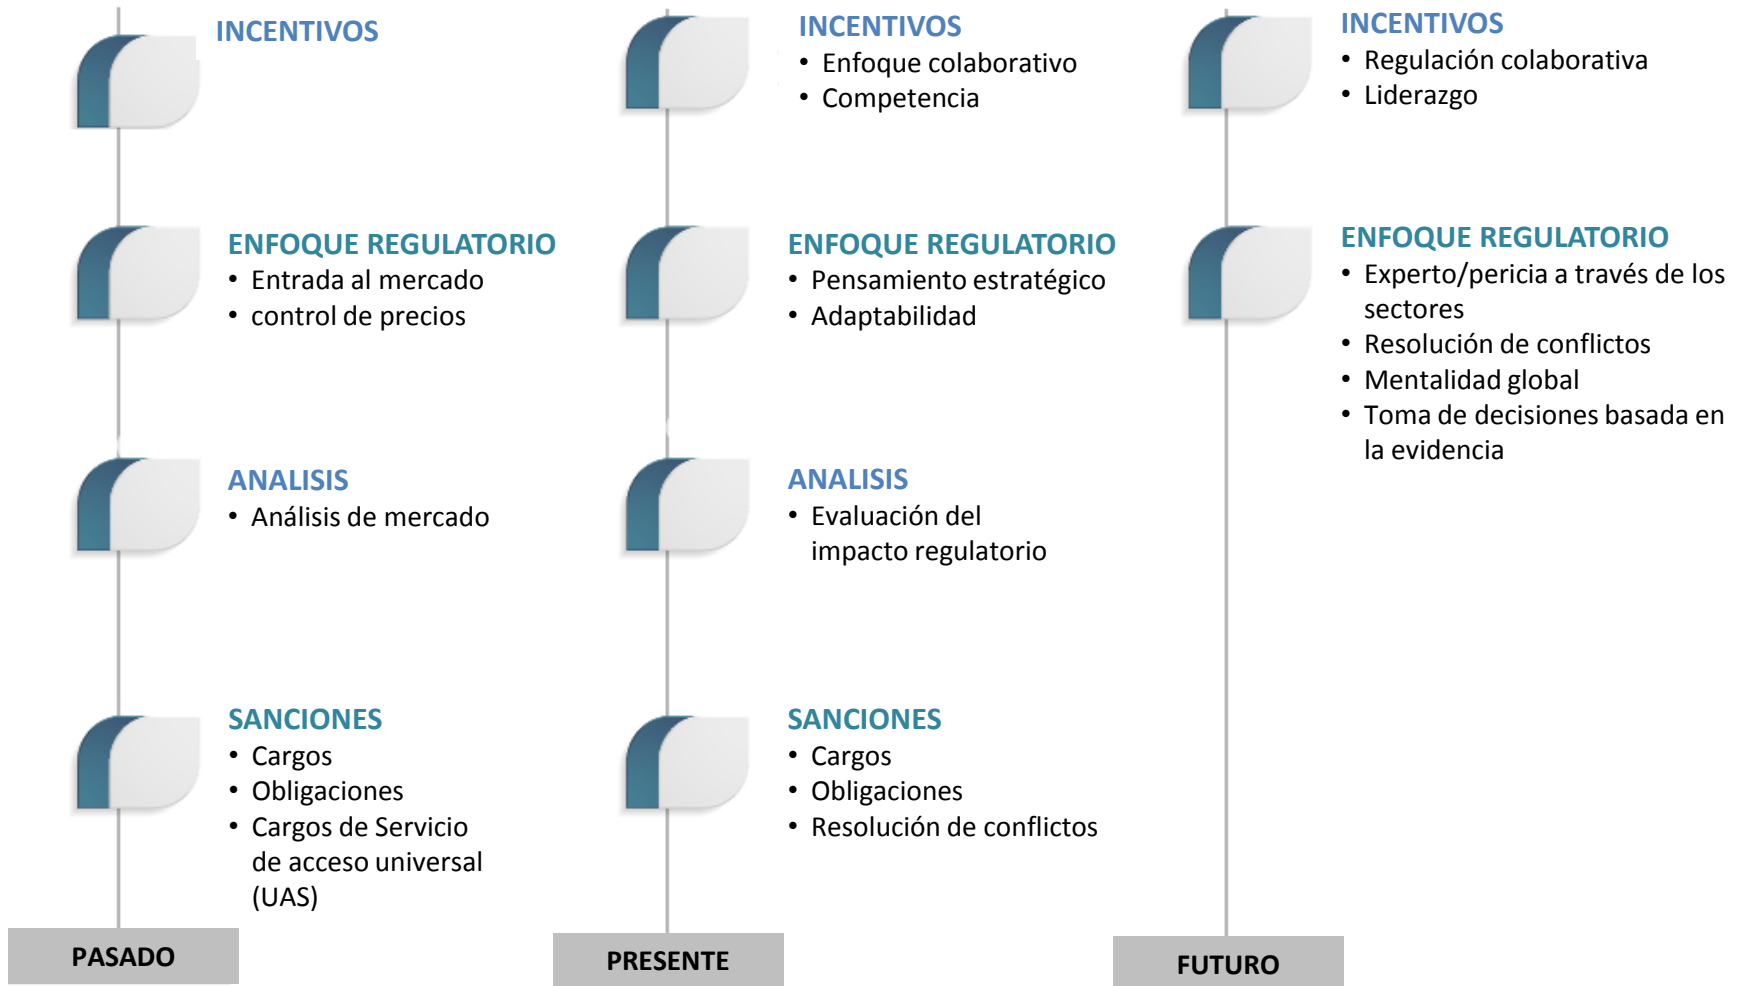 INCENTIVOS
ENFOQUE REGULATORIO
• Entrada al mercado
• control de precios
ANALISIS
• Análisis de mercado
SANCIONES
• Cargos
• Obligaciones
• Cargos de Servicio
de acceso universal
(UAS)
PASADO
INCENTIVOS
• Enfoque colaborativo
• Competencia
ENFOQUE REGULATORIO
• Pensamiento estratégico
• Adaptabilidad
ANALISIS
• Evaluación del
impacto regulatorio
SANCIONES
• Cargos
• Obligaciones
• Resolución de conflictos
PRESENTE
INCENTIVOS
• Regulación colaborativa
• Liderazgo
ENFOQUE REGULATORIO
• Experto/pericia a través de los
sectores
• Resolución de conflictos
• Mentalidad global
• Toma de decisiones basada en
la evidencia
FUTURO